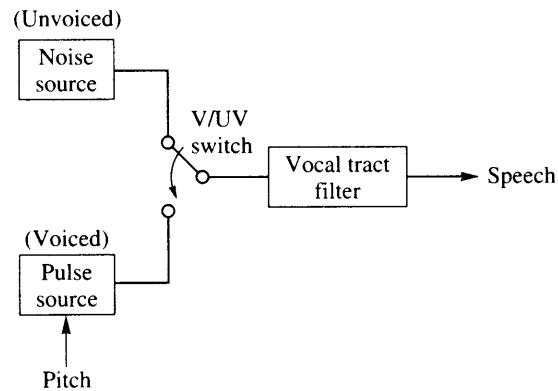 (Unvoiced)
Noise
source
V/UV
switch
Vocal tract
filter
Speech
(Voiced)
Pulse
source
Pitch